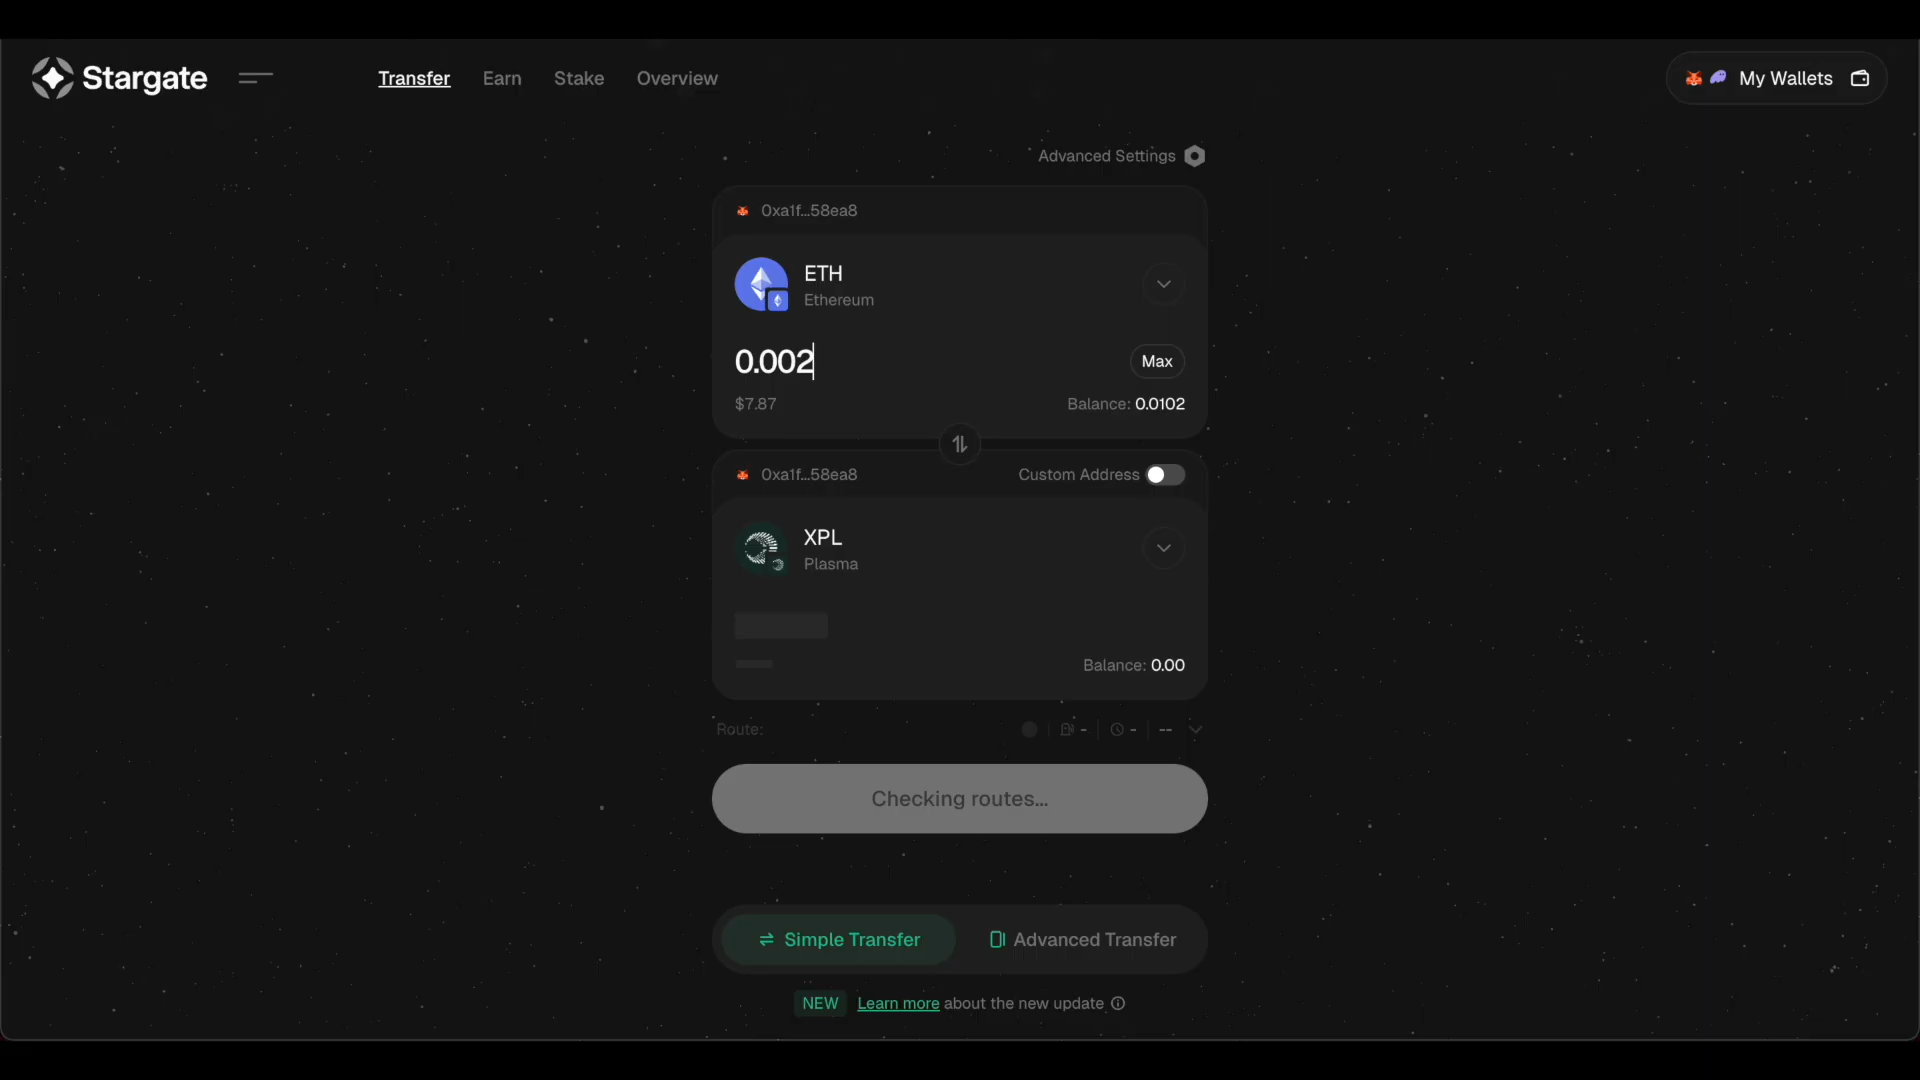 Stargate
Transfer Earn Stake Overview
My Wallets
Advanced Settings
0xa1f...58ea8
ETH
Ethereum
0.002
Max
$7.87
Balance: 0.0102
0xa1f...58ea8
Custom Address
XPL
Plasma
Balance: 0.00
Route: - - --
Checking routes...
Simple Transfer
Advanced Transfer
NEW Learn more about the new update